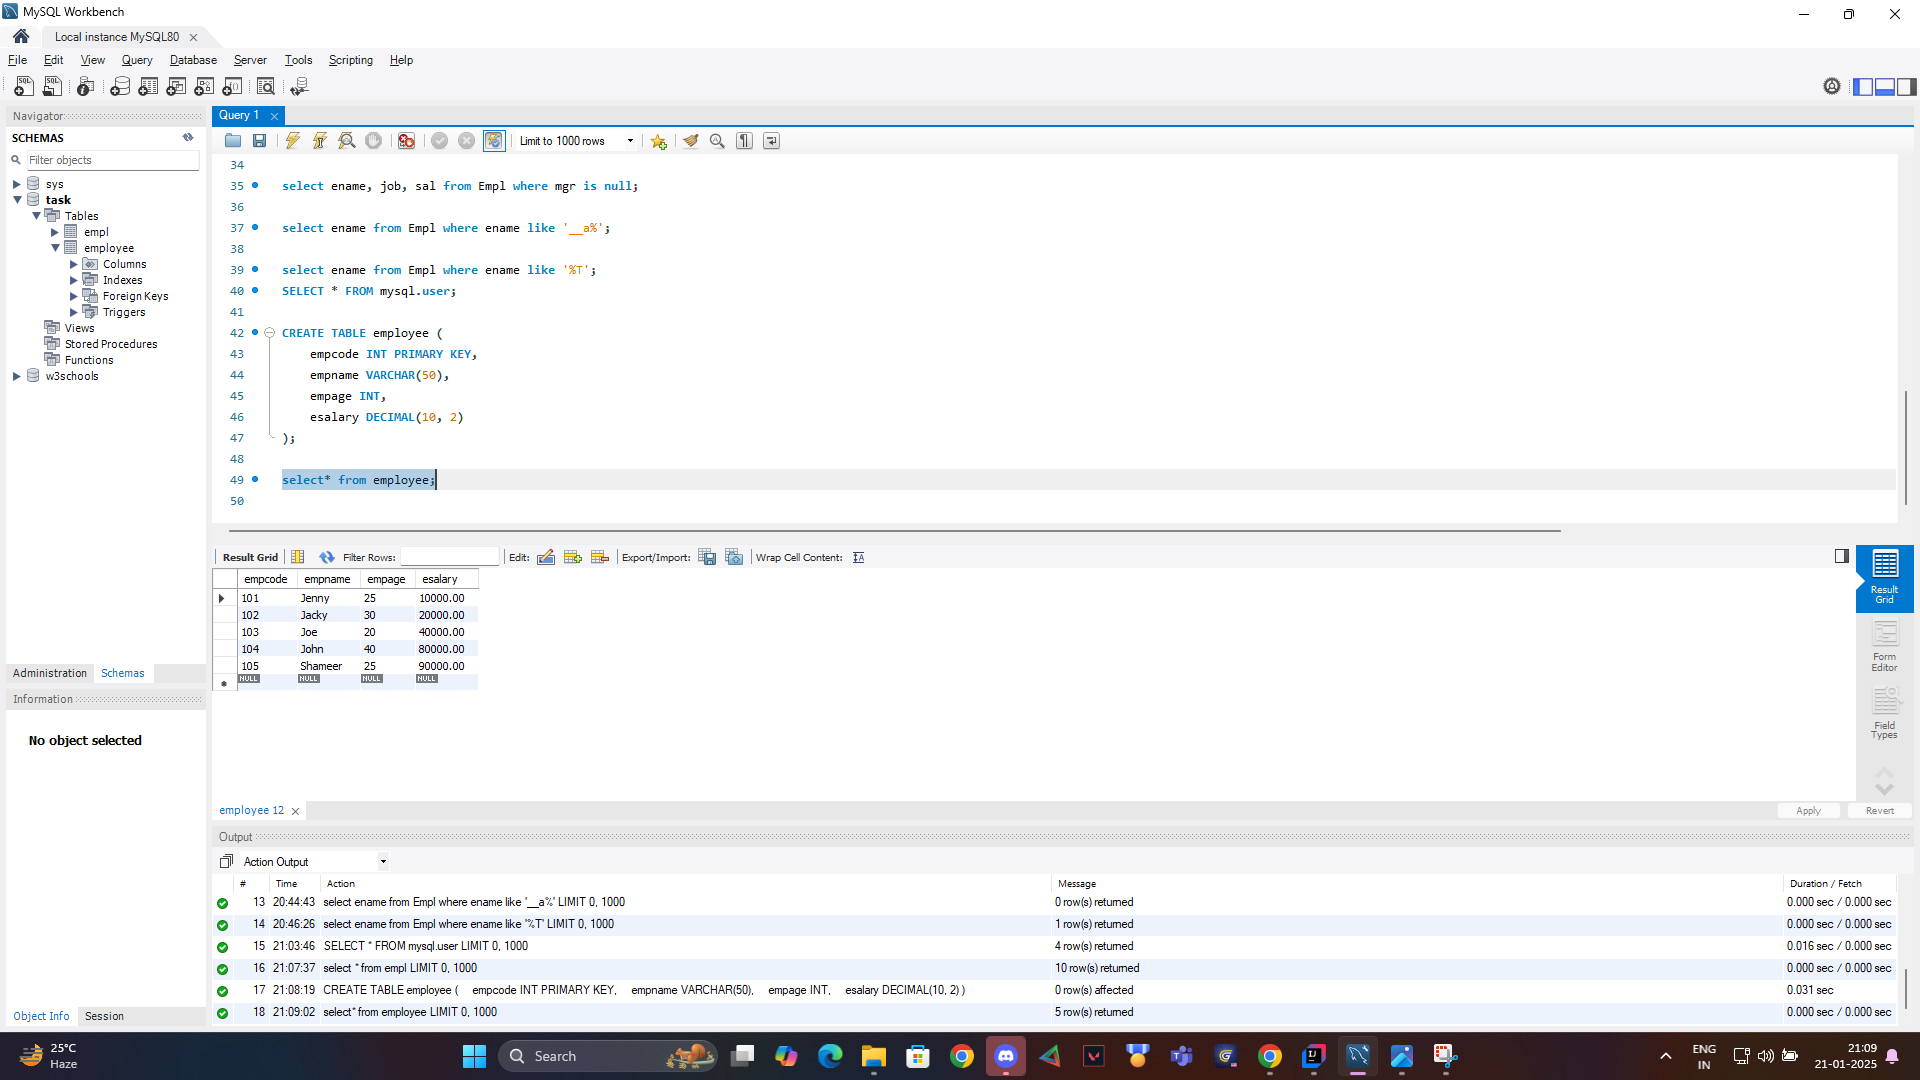 MySQL Workbench
Local instance MySQL80
File Edit View Query Database Server Tools Scripting Help
Navigator
SCHEMAS
Filter objects
sys
task
Tables
empl
employee
Columns
Indexes
Foreign Keys
Triggers
Views
Stored Procedures
Functions
w3schools
Administration Schemas
Information
No object selected
Object Info Session
Query 1
Limit to 1000 rows
34
35 select ename, job, sal from Empl where mgr is null;
36
37 select ename from Empl where ename like '__a%';
38
39 select ename from Empl where ename like '%T';
40 SELECT * FROM mysql.user;
41
42 CREATE TABLE employee (
43 empcode INT PRIMARY KEY,
44 empname VARCHAR(50),
45 empage INT,
46 esalary DECIMAL(10, 2)
47 );
48
49 select* from employee;
50
Result Grid Filter Rows: Edit: Export/Import: Wrap Cell Content:
empcode empname empage esalary
101 Jenny 25 10000.00
102 Jacky 30 20000.00
103 Joe 20 40000.00
104 John 40 80000.00
105 Shameer 25 90000.00
NULL NULL NULL NULL
Result
Grid
Form
Editor
Field
Types
employee 12
Apply Revert
Output
Action Output
# Time Action Message Duration / Fetch
13 20:44:43 select ename from Empl where ename like '__a%' LIMIT 0, 1000 0 row(s) returned 0.000 sec / 0.000 sec
14 20:46:26 select ename from Empl where ename like '%T' LIMIT 0, 1000 1 row(s) returned 0.000 sec / 0.000 sec
15 21:03:46 SELECT * FROM mysql.user LIMIT 0, 1000 4 row(s) returned 0.016 sec / 0.000 sec
16 21:07:37 select * from empl LIMIT 0, 1000 10 row(s) returned 0.000 sec / 0.000 sec
17 21:08:19 CREATE TABLE employee ( empcode INT PRIMARY KEY, empname VARCHAR(50), empage INT, esalary DECIMAL(10, 2) ) 0 row(s) affected 0.031 sec
18 21:09:02 select* from employee LIMIT 0, 1000 5 row(s) returned 0.000 sec / 0.000 sec
25°C
Haze
Search
ENG
IN
21:09
21-01-2025